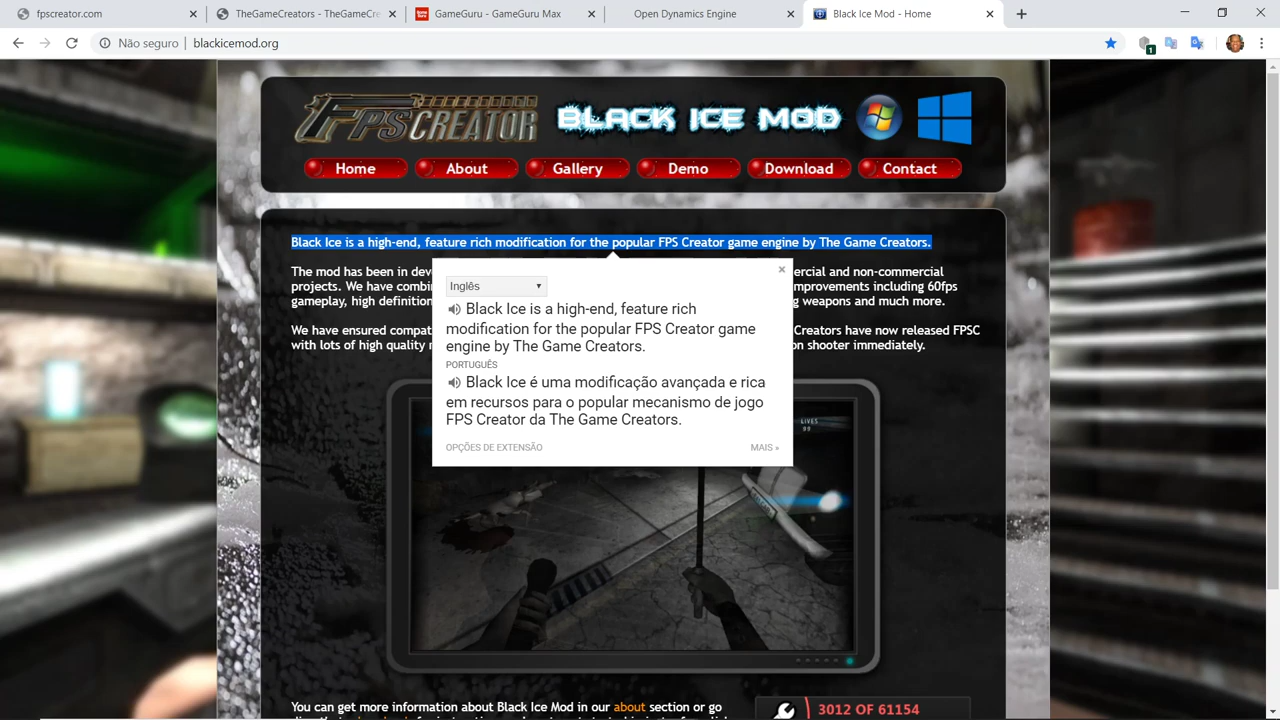 fpscreator.com
TheGameCreators - TheGameCre
GameGuru - GameGuru Max
Open Dynamics Engine
Black Ice Mod - Home
Não seguro
blackicemod.org
1
FPSCREATOR
BLACK ICE MOD
Home
About
Gallery
Demo
Download
Contact
Black Ice is a high-end, feature rich modification for the popular FPS Creator game engine by The Game Creators.
The mod has been in dev
ercial and non-commercial
projects. We have combin
mprovements including 60fps
gameplay, high definition
g weapons and much more.
We have ensured compat
Creators have now released FPSC
with lots of high quality
on shooter immediately.
Inglês
Black Ice is a high-end, feature rich
modification for the popular FPS Creator game
engine by The Game Creators.
PORTUGUÊS
Black Ice é uma modificação avançada e rica
em recursos para o popular mecanismo de jogo
FPS Creator da The Game Creators.
OPÇÕES DE EXTENSÃO
MAIS »
LIVES
You can get more information about Black Ice Mod in our about section or go
3012 OF 61154